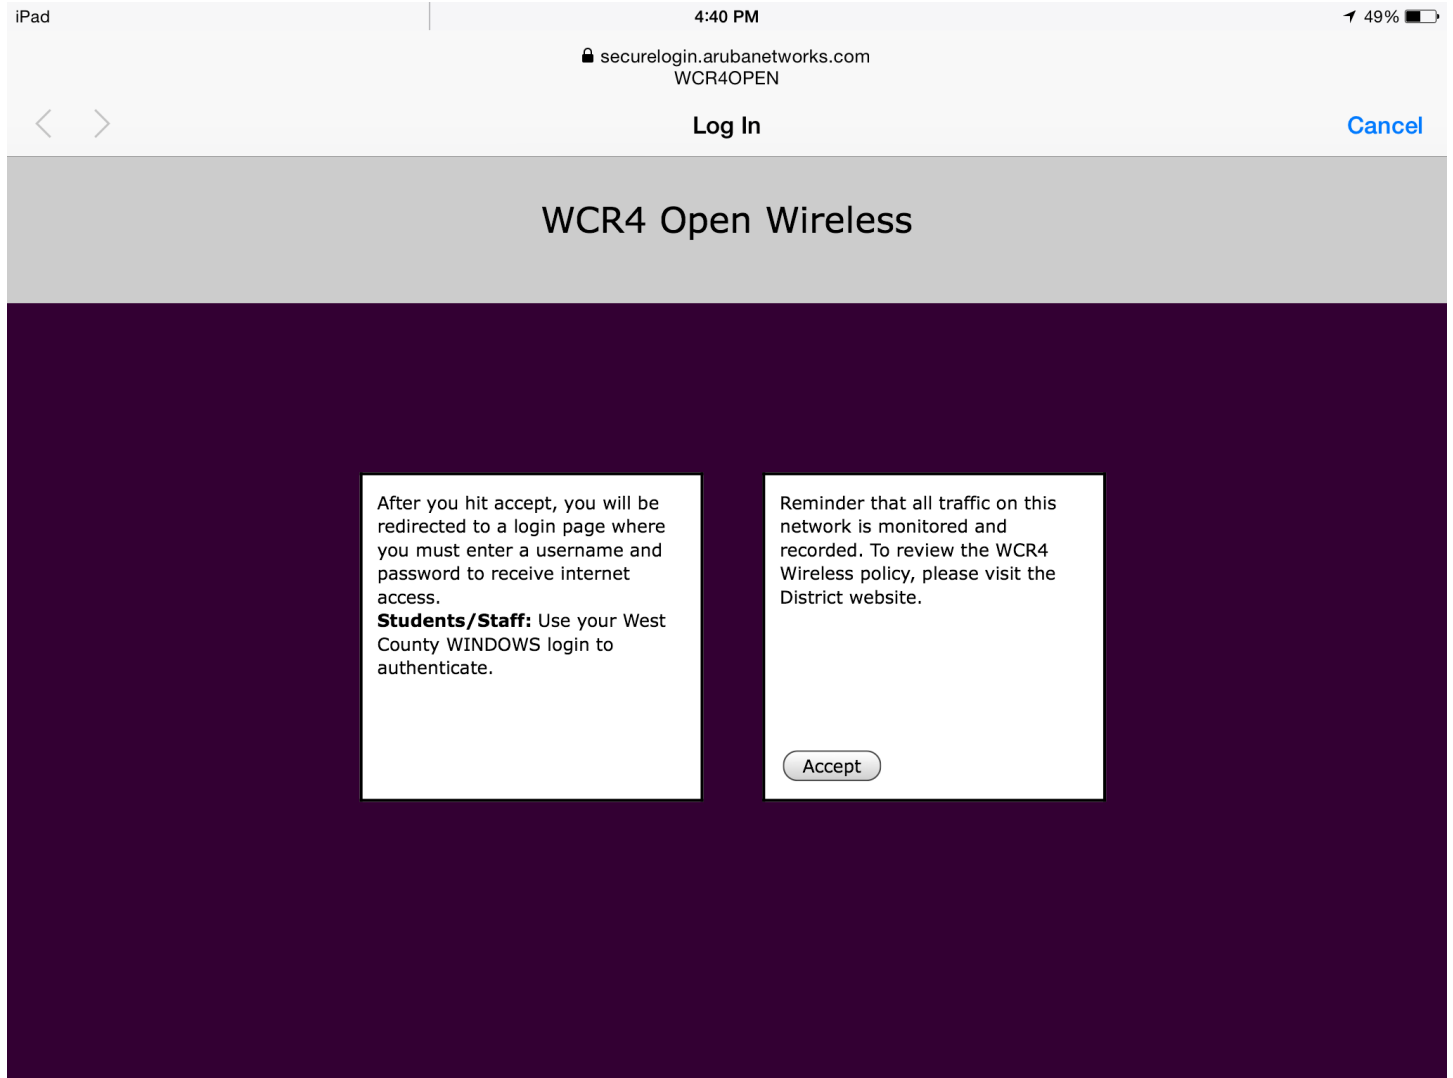 iPad
4:40 PM
49%
securelogin.arubanetworks.com
WCR4OPEN
Log In
Cancel
WCR4 Open Wireless
After you hit accept, you will be
redirected to a login page where
you must enter a username and
password to receive internet
access.
Students/Staff: Use your West
County WINDOWS login to
authenticate.
Reminder that all traffic on this
network is monitored and
recorded. To review the WCR4
Wireless policy, please visit the
District website.
Accept